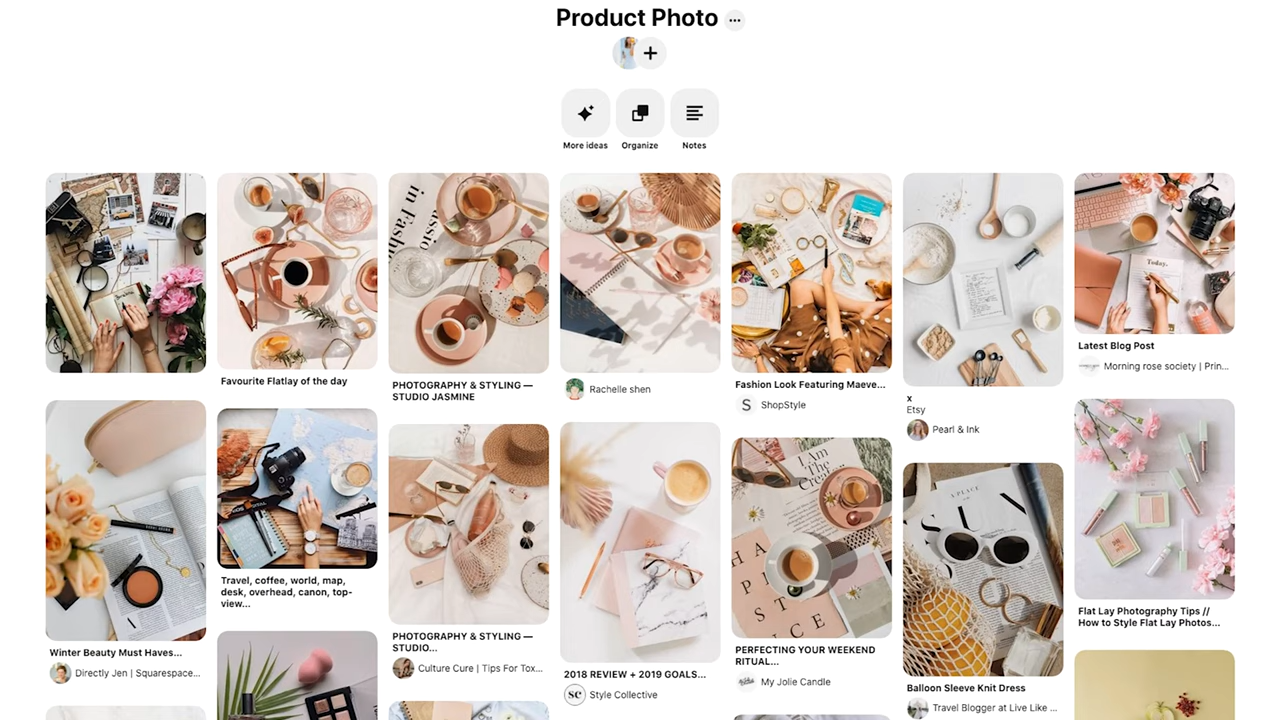 Product Photo
More ideas
Organize
Notes
Favourite Flatlay of the day
PHOTOGRAPHY & STYLING —
STUDIO JASMINE
Rachelle shen
Fashion Look Featuring Maeve...
S
ShopStyle
x
Etsy
Pearl & Ink
Today.
Latest Blog Post
Morning rose society | Prin...
Winter Beauty Must Haves...
Directly Jen | Squarespace...
Travel, coffee, world, map,
desk, overhead, canon, top-
view...
PHOTOGRAPHY & STYLING —
STUDIO...
Culture Cure | Tips For Tox...
2018 REVIEW + 2019 GOALS...
SC
Style Collective
I Am
The
PERFECTING YOUR WEEKEND
RITUAL...
My Jolie Candle
Balloon Sleeve Knit Dress
Travel Blogger at Live Like ...
Flat Lay Photography Tips //
How to Style Flat Lay Photos...